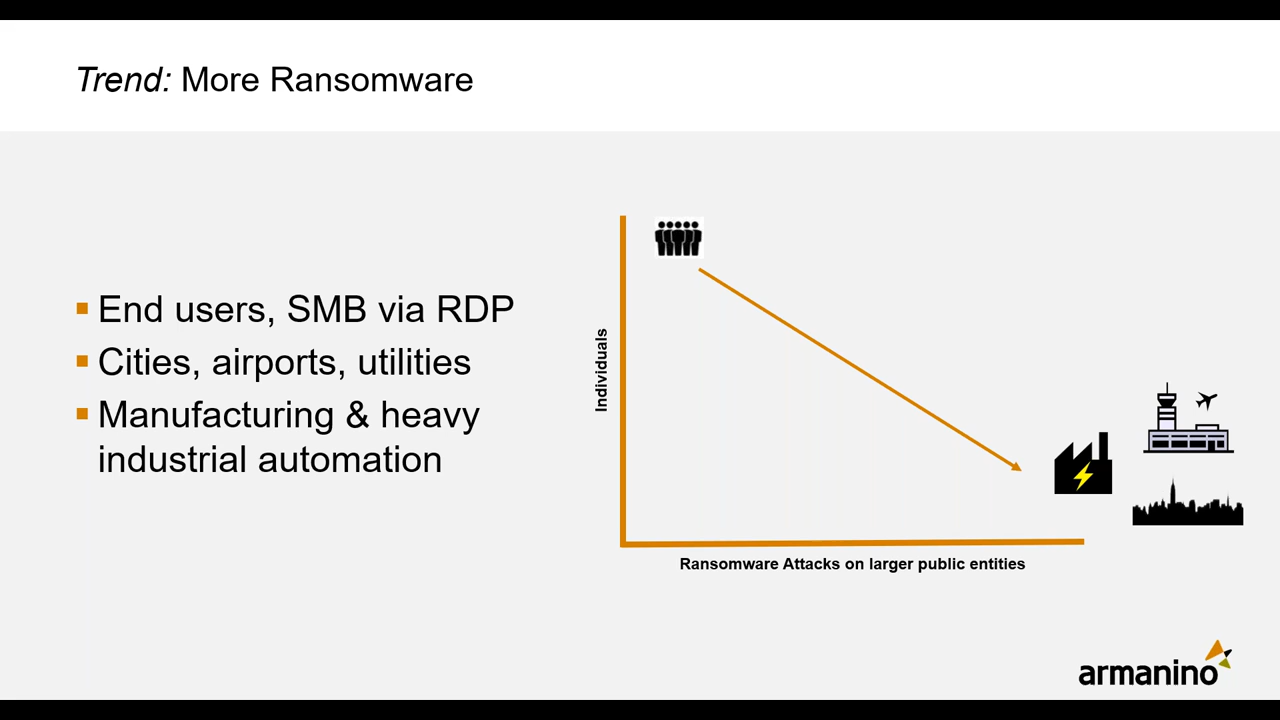 Trend: More Ransomware
End users, SMB via RDP
Cities, airports, utilities
Manufacturing & heavy
industrial automation
Individuals
Ransomware Attacks on larger public entities
armanino